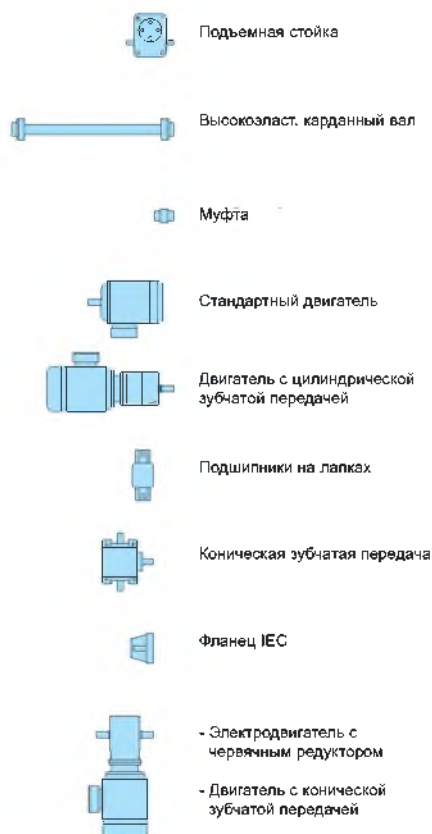 Подъемная стойка
Высокоэласт. карданный вал
Муфта
Стандартный двигатель
Двигатель с цилиндрической
зубчатой передачей
Подшипники на лапках
Коническая зубчатая передача
Фланец IEC
- Электродвигатель с
червячным редуктором
- Двигатель с конической
зубчатой передачей